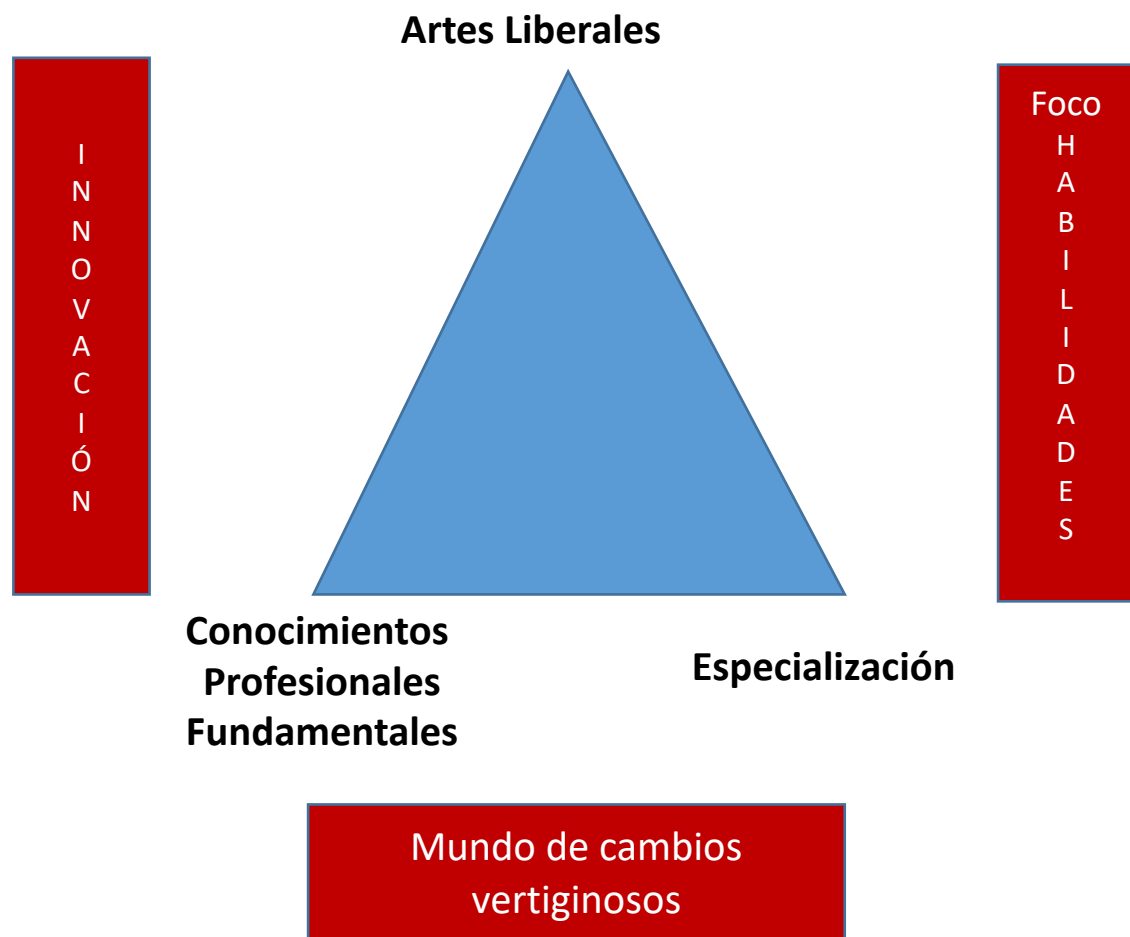 Artes Liberales
I
N
N
O
V
A
C
I
Ó
N
Foco
H
A
B
I
L
I
D
A
D
E
S
Conocimientos
Profesionales
Fundamentales
Especialización
Mundo de cambios
vertiginosos